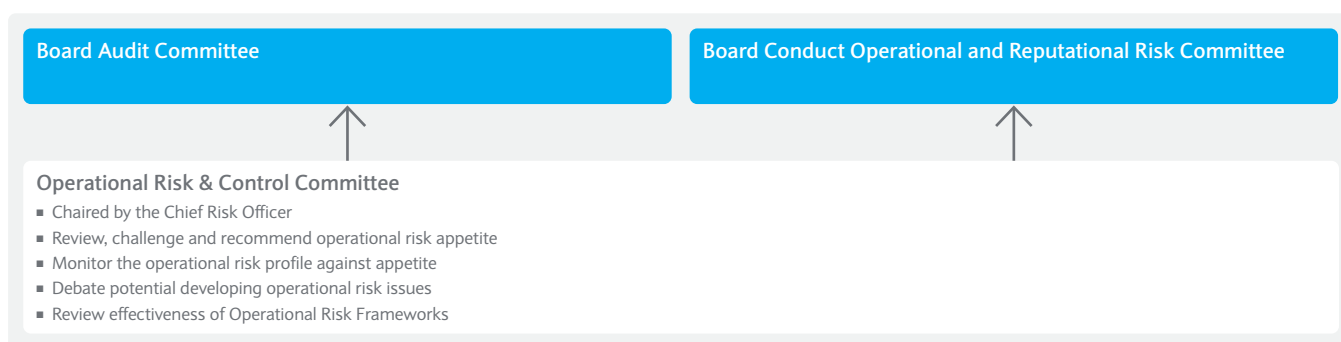 Board Audit Committee
Board Conduct Operational and Reputational Risk Committee
Operational Risk & Control Committee
▪ Chaired by the Chief Risk Officer
▪ Review, challenge and recommend operational risk appetite
▪ Monitor the operational risk profile against appetite
▪ Debate potential developing operational risk issues
▪ Review effectiveness of Operational Risk Frameworks